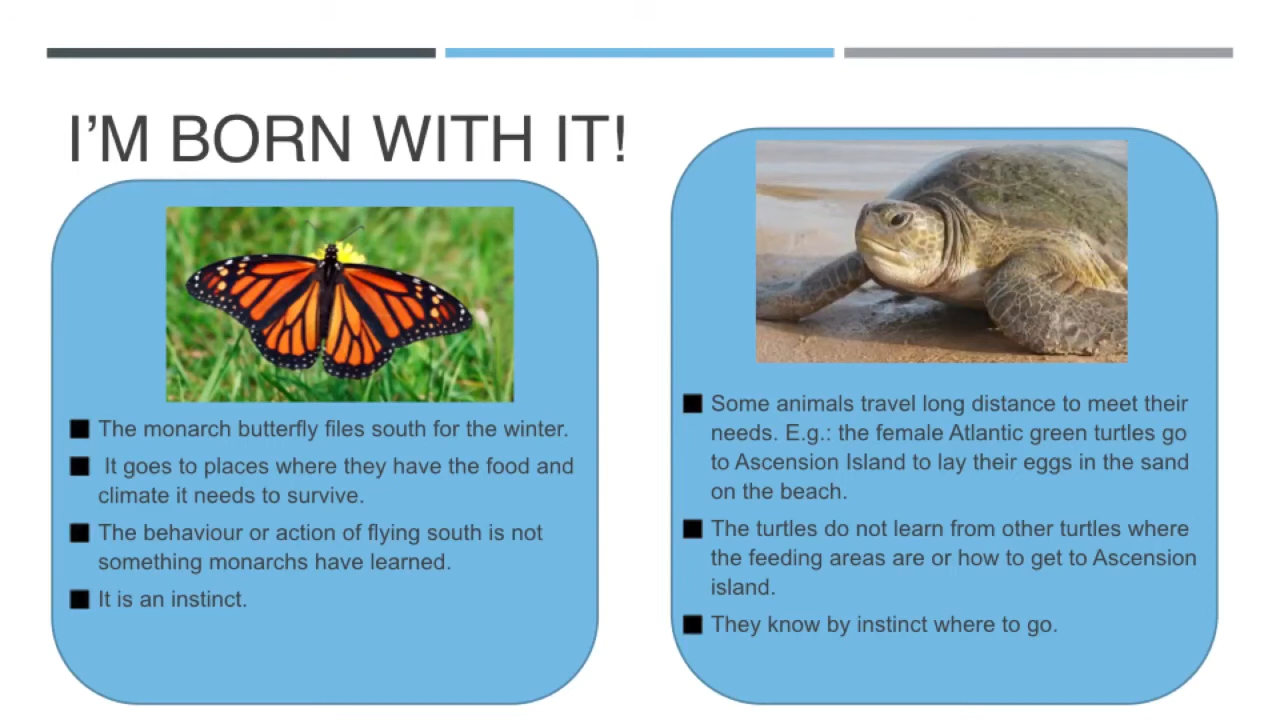 I’M BORN WITH IT!
The monarch butterfly files south for the winter.
It goes to places where they have the food and
climate it needs to survive.
The behaviour or action of flying south is not
something monarchs have learned.
It is an instinct.
Some animals travel long distance to meet their
needs. E.g.: the female Atlantic green turtles go
to Ascension Island to lay their eggs in the sand
on the beach.
The turtles do not learn from other turtles where
the feeding areas are or how to get to Ascension
island.
They know by instinct where to go.